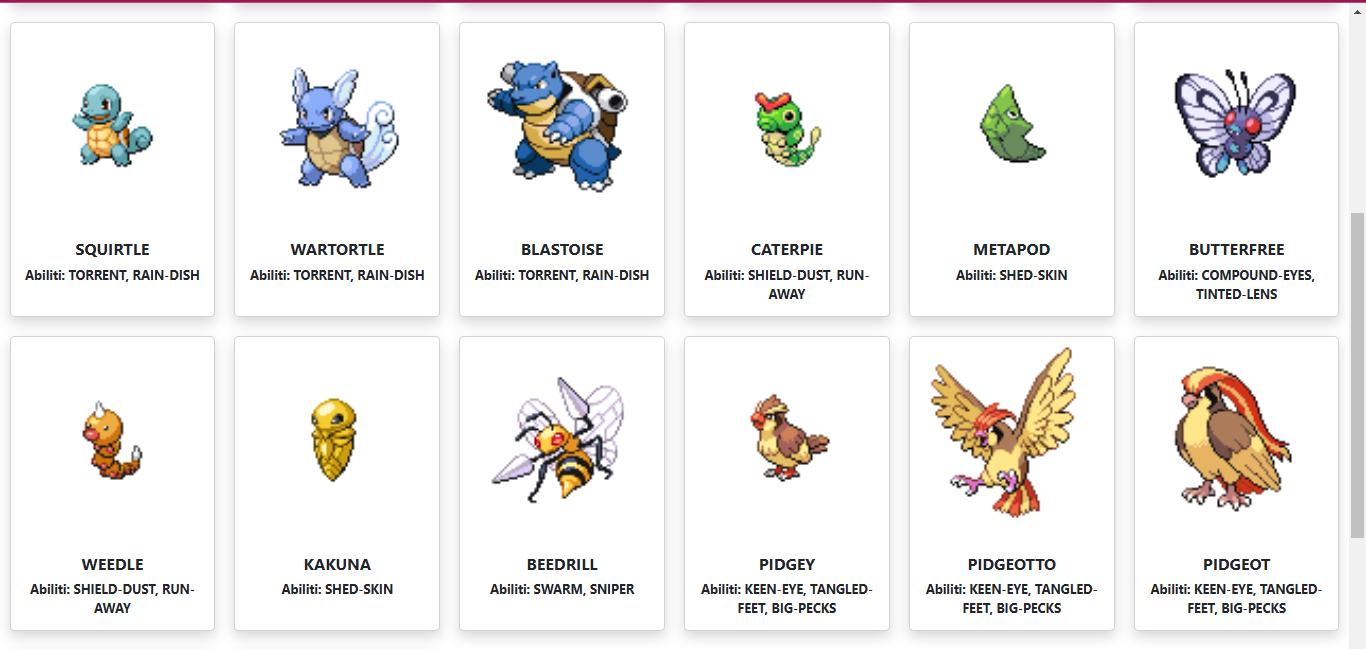 SQUIRTLE
Abiliti: TORRENT, RAIN-DISH
WARTORTLE
Abiliti: TORRENT, RAIN-DISH
BLASTOISE
Abiliti: TORRENT, RAIN-DISH
CATERPIE
Abiliti: SHIELD-DUST, RUN-
AWAY
METAPOD
Abiliti: SHED-SKIN
BUTTERFREE
Abiliti: COMPOUND-EYES,
TINTED-LENS
WEEDLE
Abiliti: SHIELD-DUST, RUN-
AWAY
KAKUNA
Abiliti: SHED-SKIN
BEEDRILL
Abiliti: SWARM, SNIPER
PIDGEY
Abiliti: KEEN-EYE, TANGLED-
FEET, BIG-PECKS
PIDGEOTTO
Abiliti: KEEN-EYE, TANGLED-
FEET, BIG-PECKS
PIDGEOT
Abiliti: KEEN-EYE, TANGLED-
FEET, BIG-PECKS